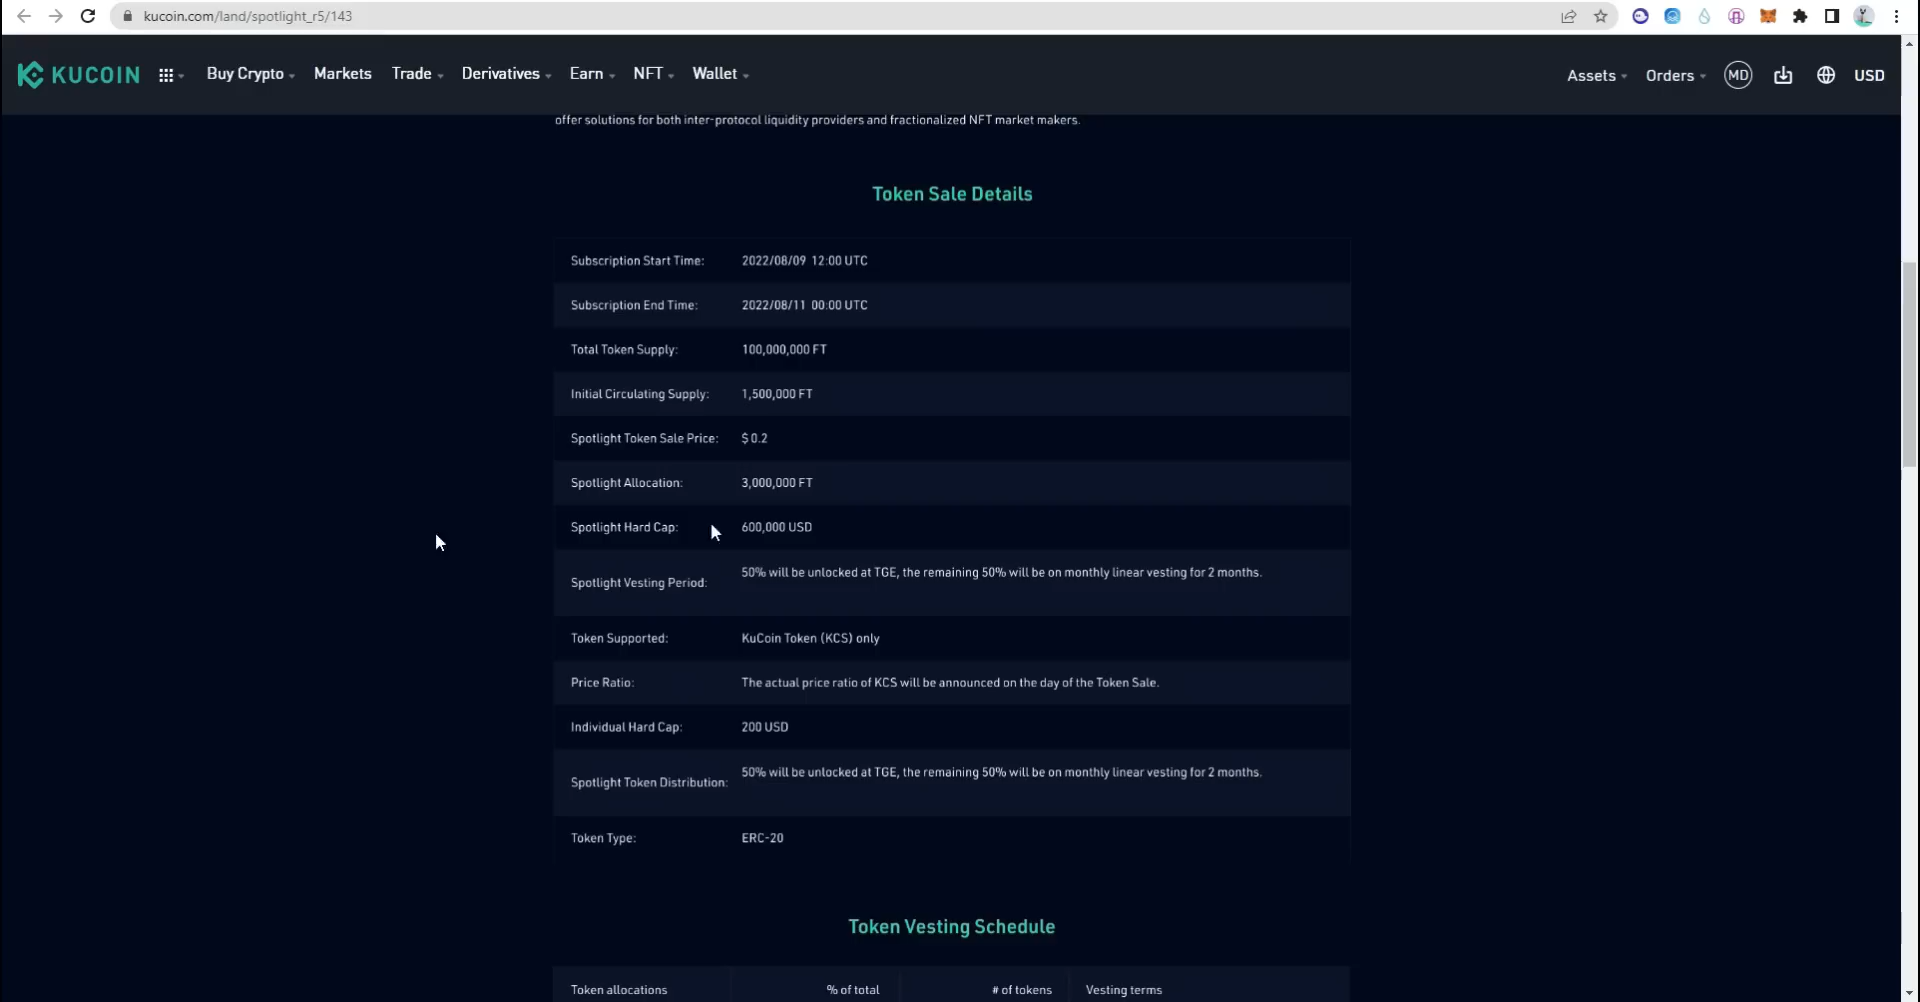 kucoin.com/land/spotlight_r5/143
KUCOIN Buy Crypto Markets Trade Derivatives Earn NFT Wallet Assets Orders MD USD
offer solutions for both inter-protocol liquidity providers and fractionalized NFT market makers.
Token Sale Details
Subscription Start Time: 2022/08/09 12:00 UTC
Subscription End Time: 2022/08/11 00:00 UTC
Total Token Supply: 100,000,000 FT
Initial Circulating Supply: 1,500,000 FT
Spotlight Token Sale Price: $ 0.2
Spotlight Allocation: 3,000,000 FT
Spotlight Hard Cap: 600,000 USD
Spotlight Vesting Period: 50% will be unlocked at TGE, the remaining 50% will be on monthly linear vesting for 2 months.
Token Supported: KuCoin Token (KCS) only
Price Ratio: The actual price ratio of KCS will be announced on the day of the Token Sale.
Individual Hard Cap: 200 USD
Spotlight Token Distribution: 50% will be unlocked at TGE, the remaining 50% will be on monthly linear vesting for 2 months.
Token Type: ERC-20
Token Vesting Schedule
Token allocations % of total # of tokens Vesting terms